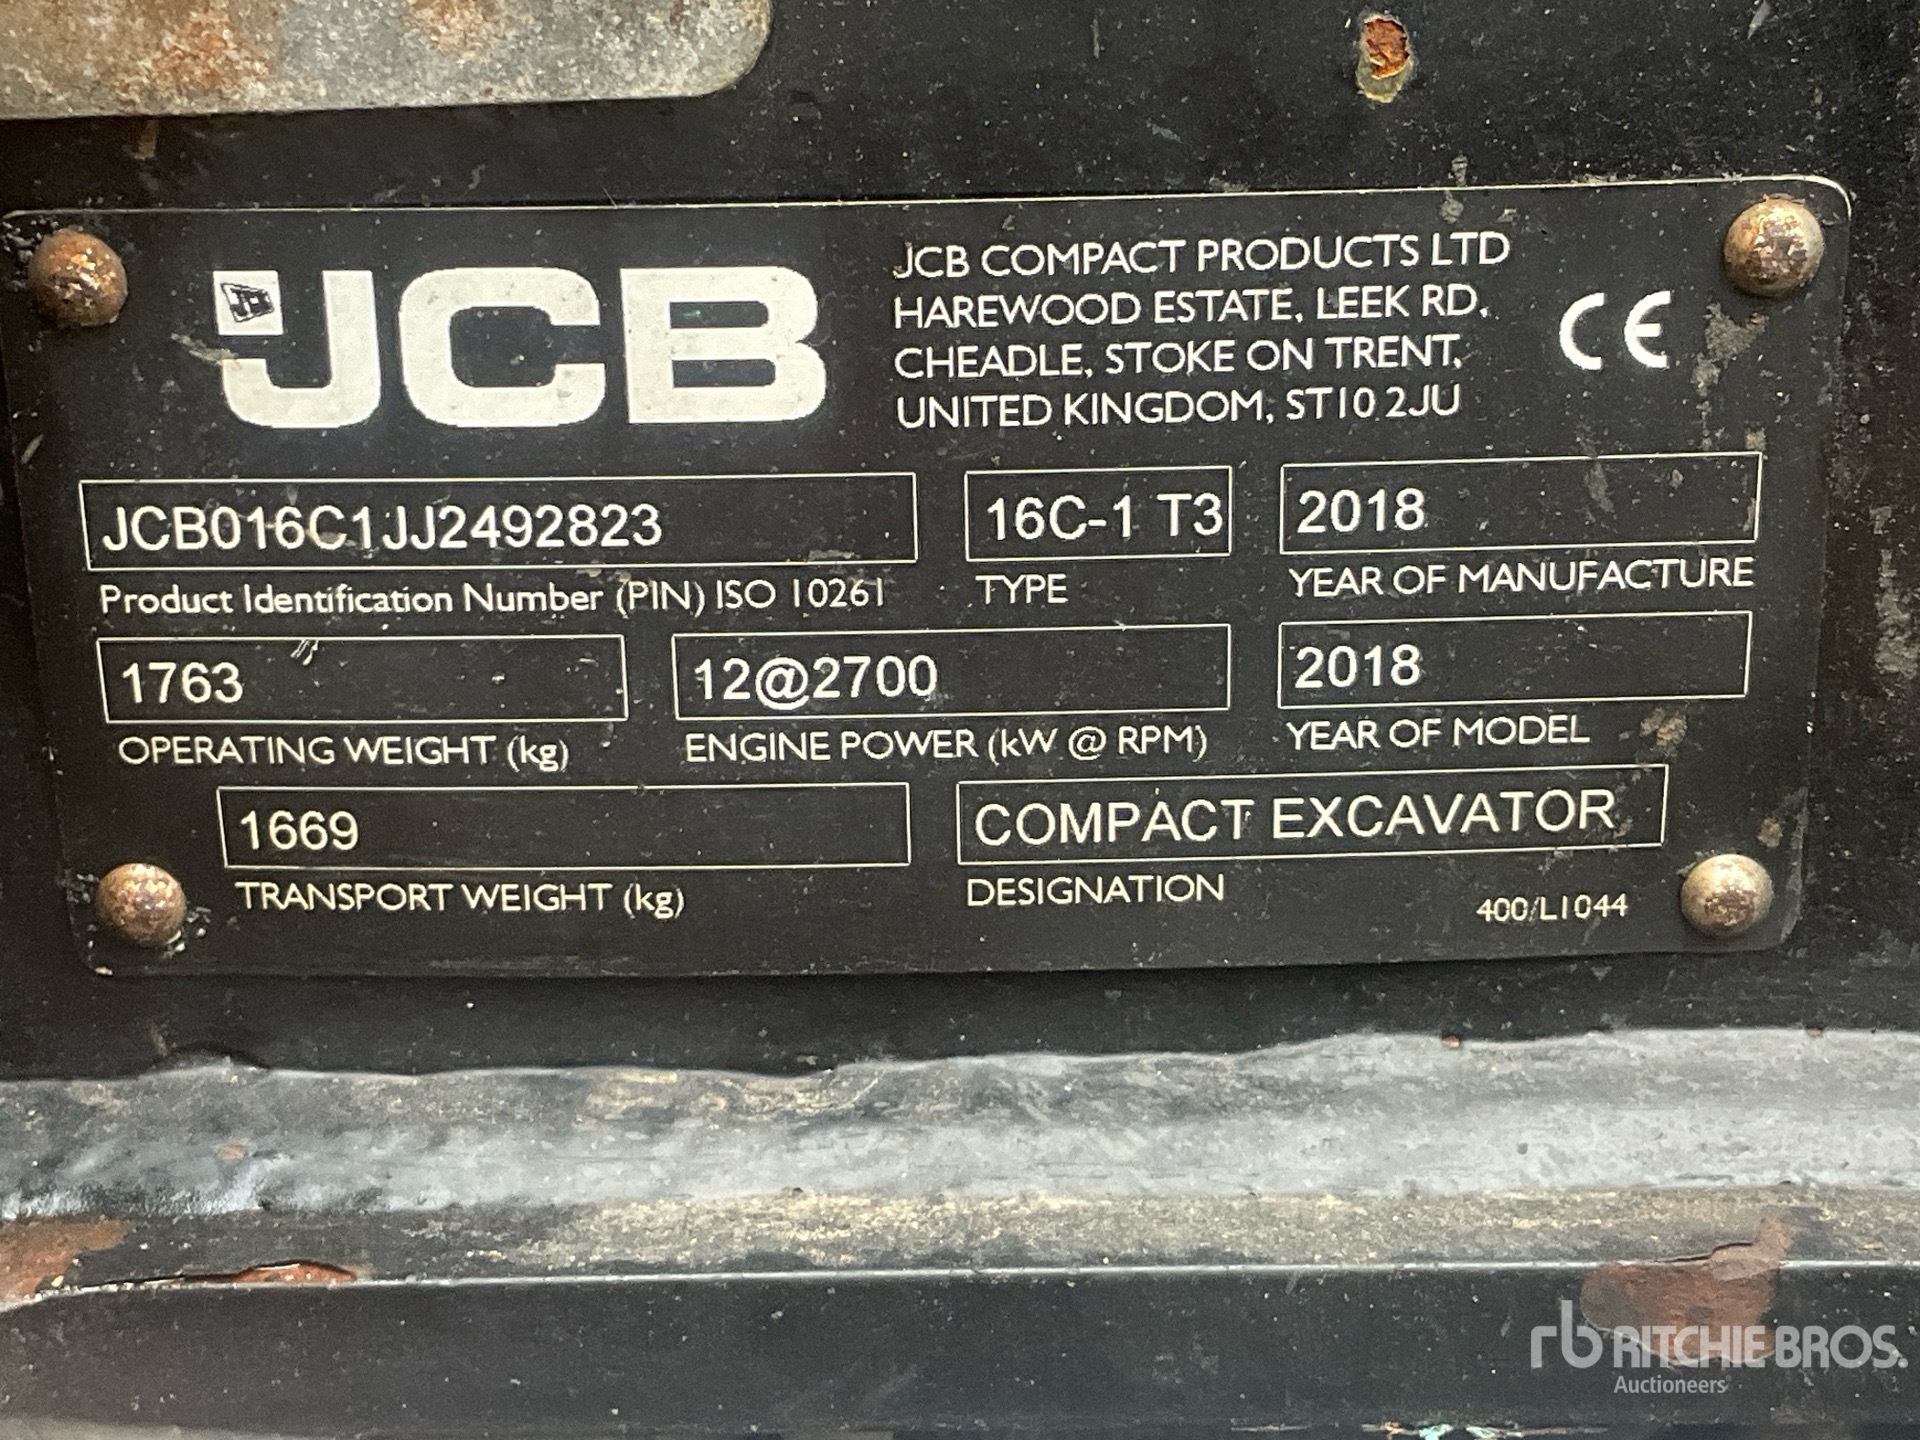 JCB
JCB COMPACT PRODUCTS LTD
HAREWOOD ESTATE, LEEK RD,
CHEADLE, STOKE ON TRENT,
UNITED KINGDOM, ST10 2JU
CE
JCB016C1JJ2492823
Product Identification Number (PIN) ISO 10261
16C-1 T3
TYPE
2018
YEAR OF MANUFACTURE
1763
OPERATING WEIGHT (kg)
12@2700
ENGINE POWER (kW @ RPM)
2018
YEAR OF MODEL
1669
TRANSPORT WEIGHT (kg)
COMPACT EXCAVATOR
DESIGNATION
400/L1044
rb RITCHIE BROS.
Auctioneers